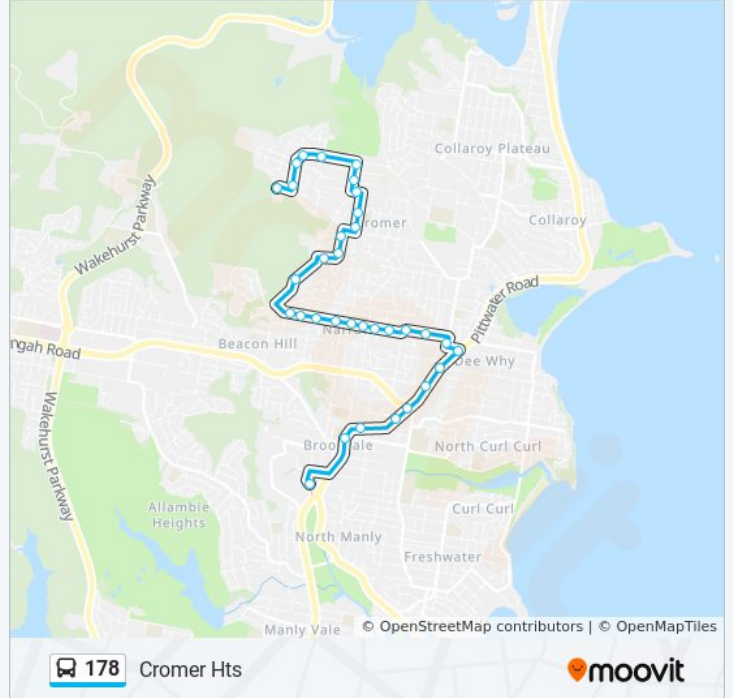 Collaroy Plateau
Collaroy
Cromer
Wakehurst Parkway
Pittwater Road
Beacon Hill
Narra
ngah Road
Dee Why
Wakehurst Parkway
Brookvale
North Curl Curl
Allambie
Heights
Curl Curl
North Manly
Freshwater
Manly Vale
© OpenStreetMap contributors | © OpenMapTiles
178 Cromer Hts
moovit